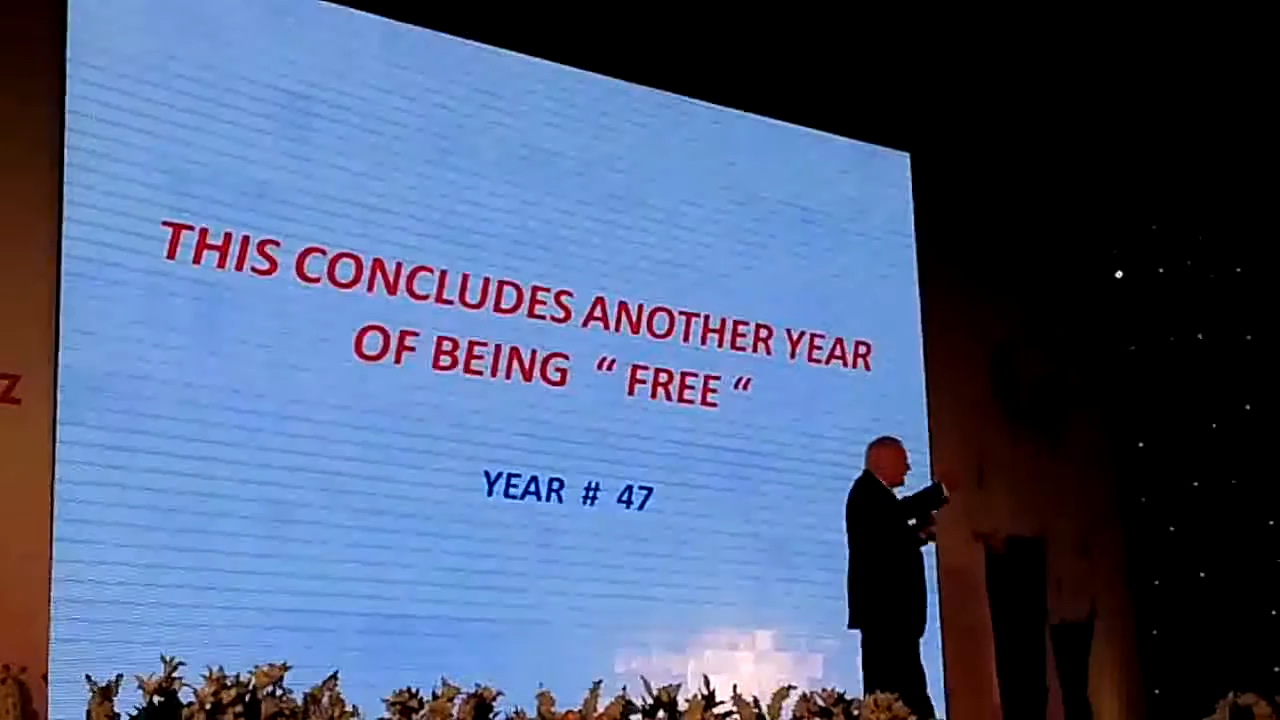 THIS CONCLUDES ANOTHER YEAR
OF BEING “ FREE “
YEAR # 47
Z